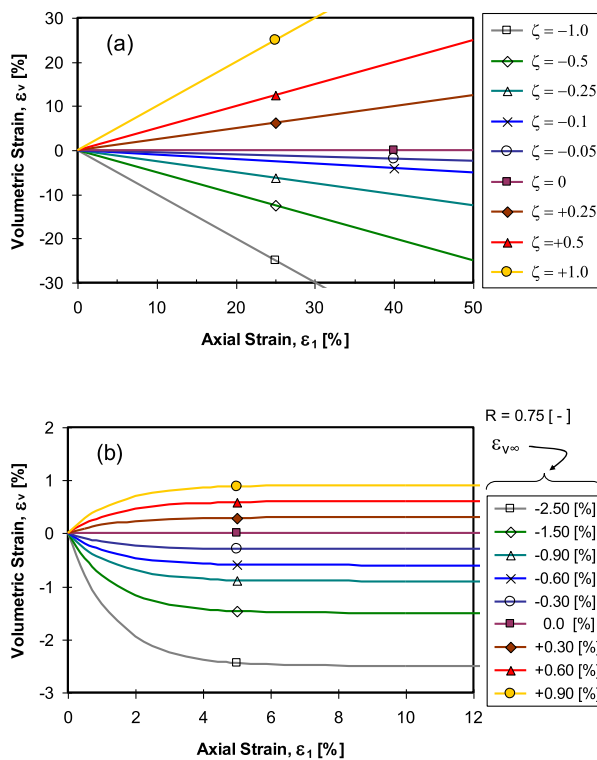 (a)
Volumetric Strain, εv [%]
30
20
10
0
-10
-20
-30
0 10 20 30 40 50
Axial Strain, ε1 [%]
ζ = −1.0
ζ = −0.5
ζ = −0.25
ζ = −0.1
ζ = −0.05
ζ = 0
ζ = +0.25
ζ = +0.5
ζ = +1.0
R = 0.75 [ - ]
εv∞
(b)
Volumetric Strain, εv [%]
2
1
0
-1
-2
-3
0 2 4 6 8 10 12
Axial Strain, ε1 [%]
-2.50 [%]
-1.50 [%]
-0.90 [%]
-0.60 [%]
-0.30 [%]
0.0 [%]
+0.30 [%]
+0.60 [%]
+0.90 [%]